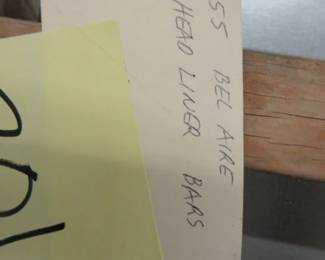 55 BEL AIRE
HEAD LINER BARS